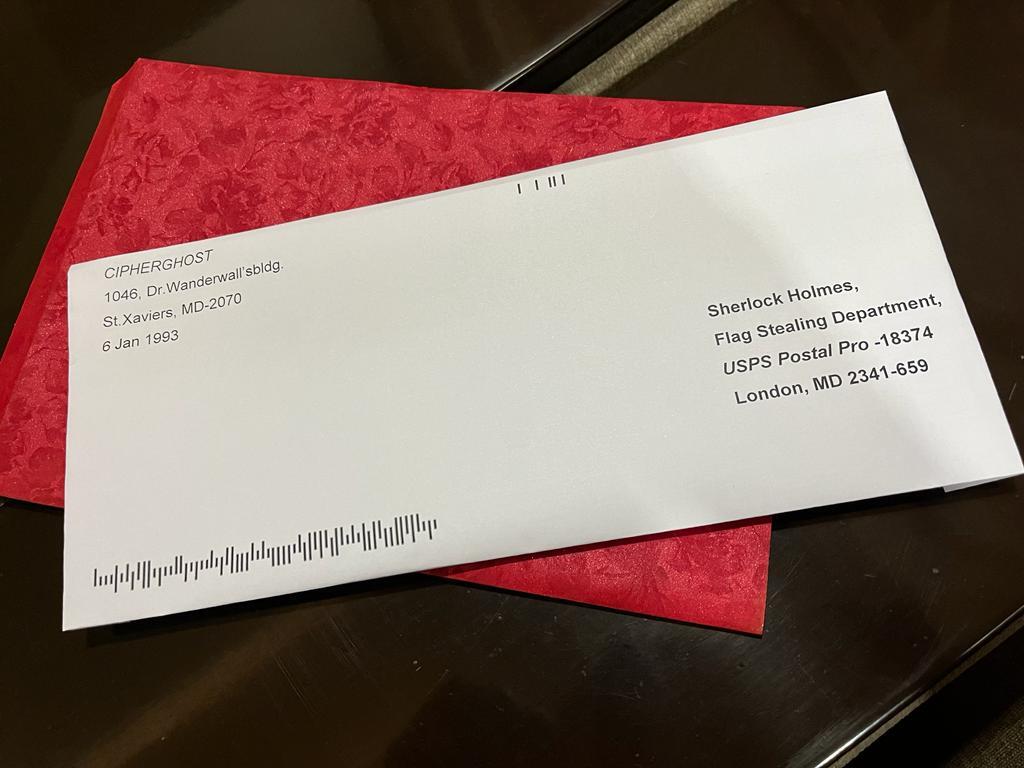 CIPHERGHOST
1046, Dr.Wanderwall'sbldg.
St.Xaviers, MD-2070
6 Jan 1993
Sherlock Holmes,
Flag Stealing Department,
USPS Postal Pro -18374
London, MD 2341-659